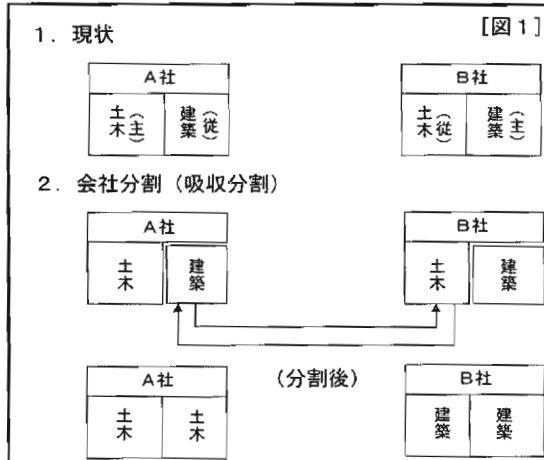 [図1]
1．現状
A社
土木(主) 建築(従)
B社
土木(従) 建築(主)
2．会社分割（吸収分割）
A社
土木 建築
B社
土木 建築
(分割後)
A社
土木 土木
B社
建築 建築